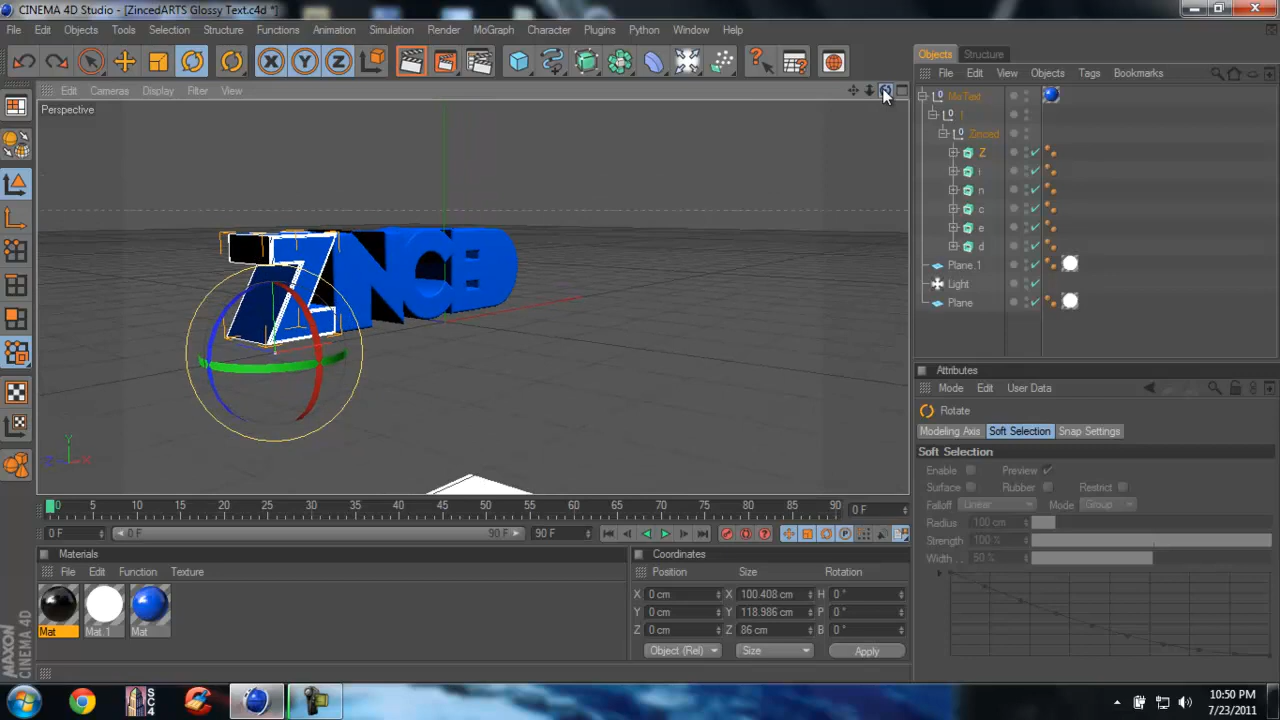 CINEMA 4D Studio - [ZincedARTS Glossy Text.c4d *]
File Edit Objects Tools Selection Structure Functions Animation Simulation Render MoGraph Character Plugins Python Window Help
Objects Structure
File Edit View Objects Tags Bookmarks
Edit Cameras Display Filter View
Perspective
MoText
1
Zinced
Z
i
n
c
e
d
Plane.1
Light
Plane
ZNCED
Y
X
Attributes
Mode Edit User Data
Rotate
Modeling Axis Soft Selection Snap Settings
Soft Selection
Enable Preview
Surface Rubber Restrict
Falloff Linear Mode Group
Radius 100 cm
Strength 100 %
Width . . 50 %
0 5 10 15 20 25 30 35 40 45 50 55 60 65 70 75 80 85 90 0 F
0 F 0 F 90 F 90 F
Materials
File Edit Function Texture
Mat Mat.1 Mat
Coordinates
Position Size Rotation
X 0 cm X 100.408 cm H 0 °
Y 0 cm Y 118.986 cm P 0 °
Z 0 cm Z 86 cm B 0 °
Object (Rel) Size Apply
MAXON
CINEMA 4D
SC4
10:50 PM
7/23/2011